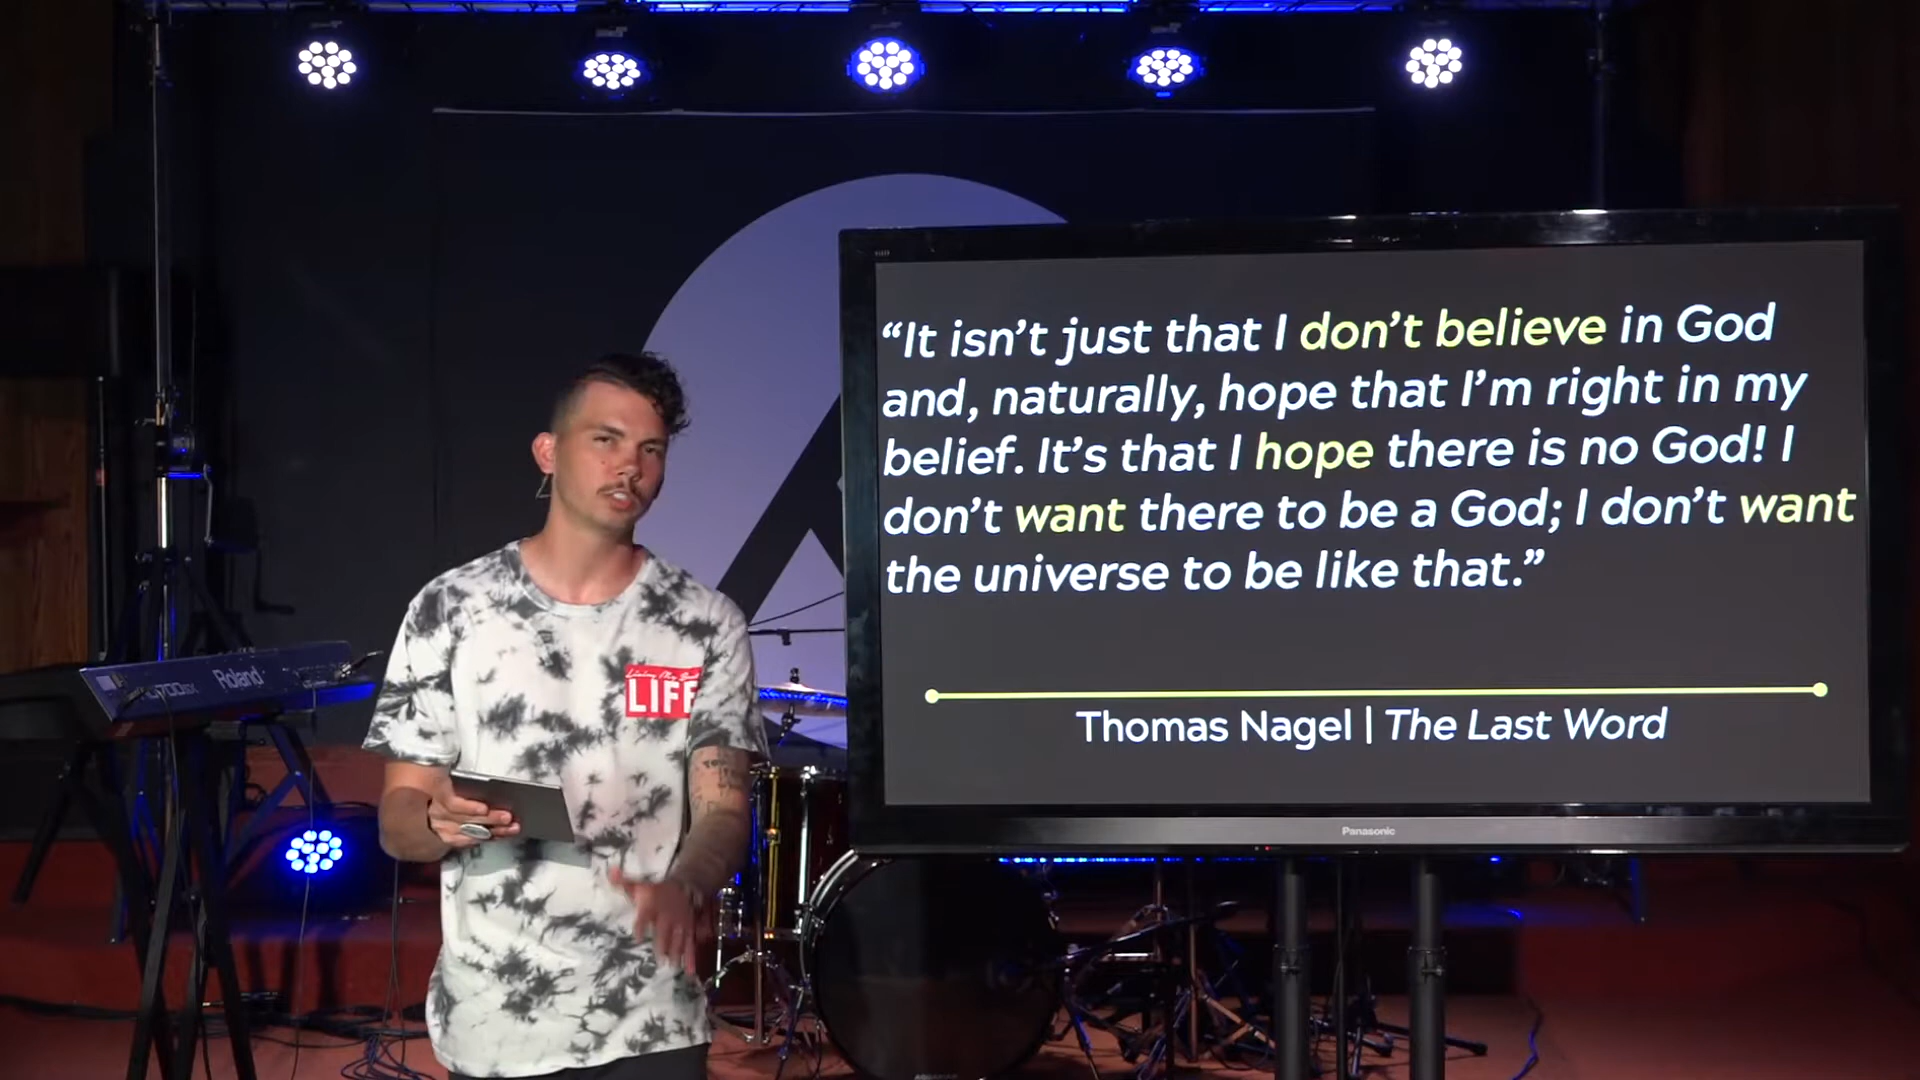 “It isn’t just that I don’t believe in God
and, naturally, hope that I’m right in my
belief. It’s that I hope there is no God! I
don’t want there to be a God; I don’t want
the universe to be like that.”
Thomas Nagel | The Last Word
Panasonic
Roland
LIFE